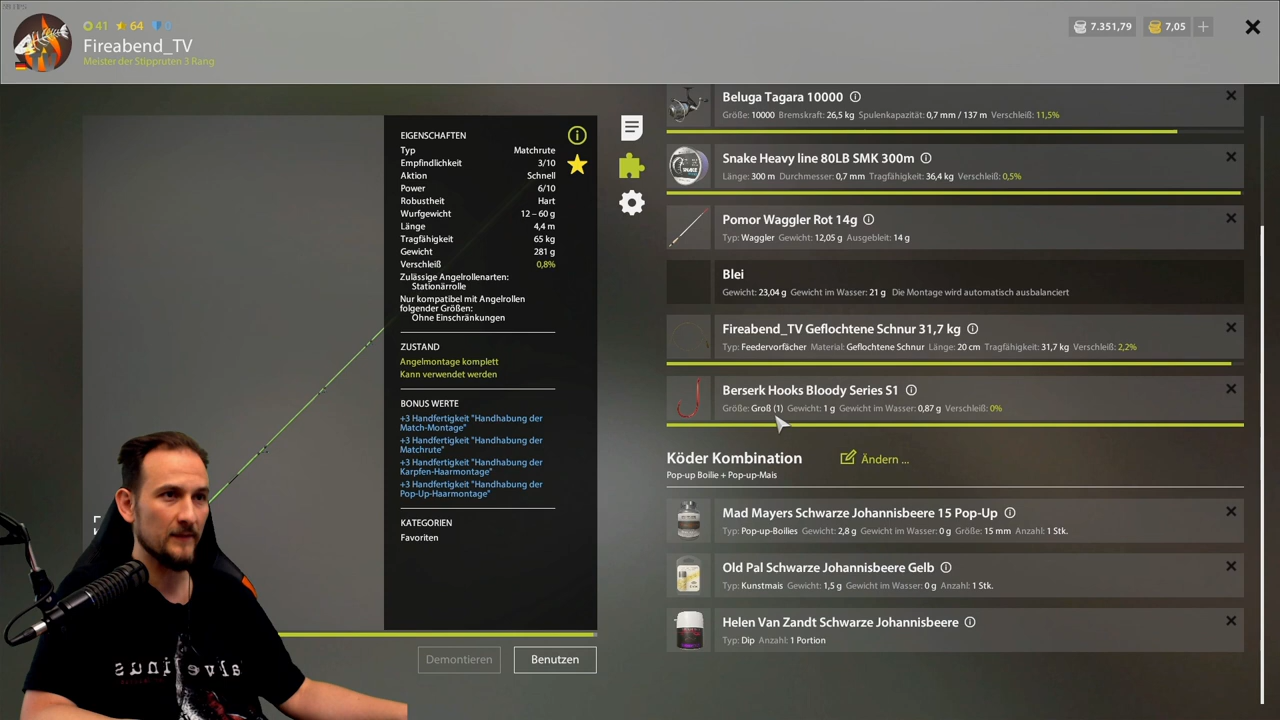 41 64 0
Fireabend_TV
Meister der Stippruten 3 Rang
7.351,79
7,05
EIGENSCHAFTEN
Typ Matchrute
Empfindlichkeit 3/10
Aktion Schnell
Power 6/10
Robustheit Hart
Wurfgewicht 12 – 60 g
Länge 4,4 m
Tragfähigkeit 65 kg
Gewicht 281 g
Verschleiß 0,8%
Zulässige Angelrollenarten:
Stationärrolle
Nur kompatibel mit Angelrollen
folgender Größen:
Ohne Einschränkungen
ZUSTAND
Angelmontage komplett
Kann verwendet werden
BONUS WERTE
+3 Handfertigkeit "Handhabung der
Match-Montage"
+3 Handfertigkeit "Handhabung der
Matchrute"
+3 Handfertigkeit "Handhabung der
Karpfen-Haarmontage"
+3 Handfertigkeit "Handhabung der
Pop-Up-Haarmontage"
KATEGORIEN
Favoriten
Demontieren
Benutzen
Beluga Tagara 10000
Größe: 10000 Bremskraft: 26,5 kg Spulenkapazität: 0,7 mm / 137 m Verschleiß: 11,5%
Snake Heavy line 80LB SMK 300m
Länge: 300 m Durchmesser: 0,7 mm Tragfähigkeit: 36,4 kg Verschleiß: 0,5%
Pomor Waggler Rot 14g
Typ: Waggler Gewicht: 12,05 g Ausgebleit: 14 g
Blei
Gewicht: 23,04 g Gewicht im Wasser: 21 g Die Montage wird automatisch ausbalanciert
Fireabend_TV Geflochtene Schnur 31,7 kg
Typ: Feedervorfächer Material: Geflochtene Schnur Länge: 20 cm Tragfähigkeit: 31,7 kg Verschleiß: 2,2%
Berserk Hooks Bloody Series S1
Größe: Groß (1) Gewicht: 1 g Gewicht im Wasser: 0,87 g Verschleiß: 0%
Köder Kombination Ändern ...
Pop-up Boilie + Pop-up-Mais
Mad Mayers Schwarze Johannisbeere 15 Pop-Up
Typ: Pop-up-Boilies Gewicht: 2,8 g Gewicht im Wasser: 0 g Größe: 15 mm Anzahl: 1 Stk.
Old Pal Schwarze Johannisbeere Gelb
Typ: Kunstmais Gewicht: 1,5 g Gewicht im Wasser: 0 g Anzahl: 1 Stk.
Helen Van Zandt Schwarze Johannisbeere
Typ: Dip Anzahl: 1 Portion